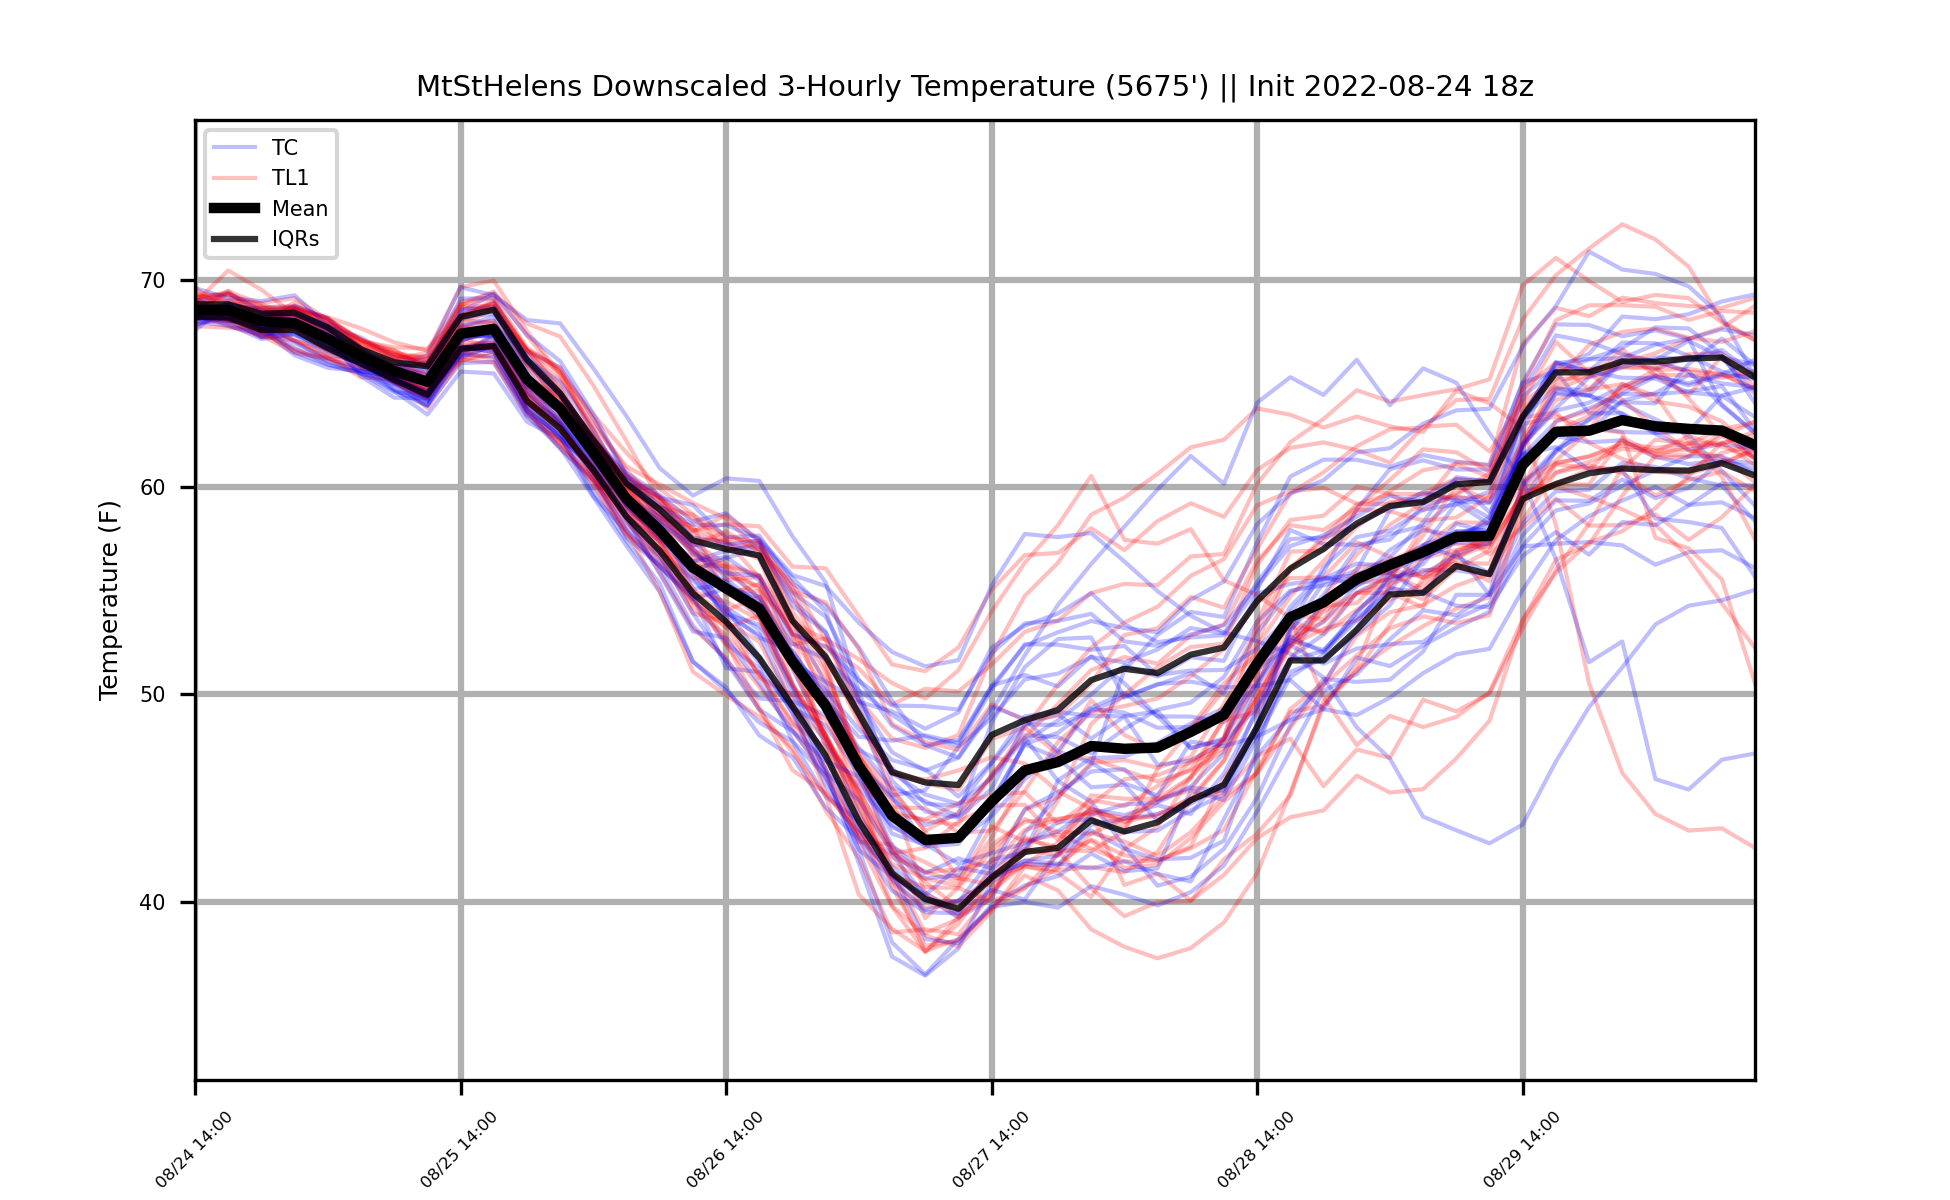 MtStHelens Downscaled 3-Hourly Temperature (5675') || Init 2022-08-24 18z
TC
TL1
Mean
IQRs
Temperature (F)
70
60
50
40
08/24 14:00
08/25 14:00
08/26 14:00
08/27 14:00
08/28 14:00
08/29 14:00